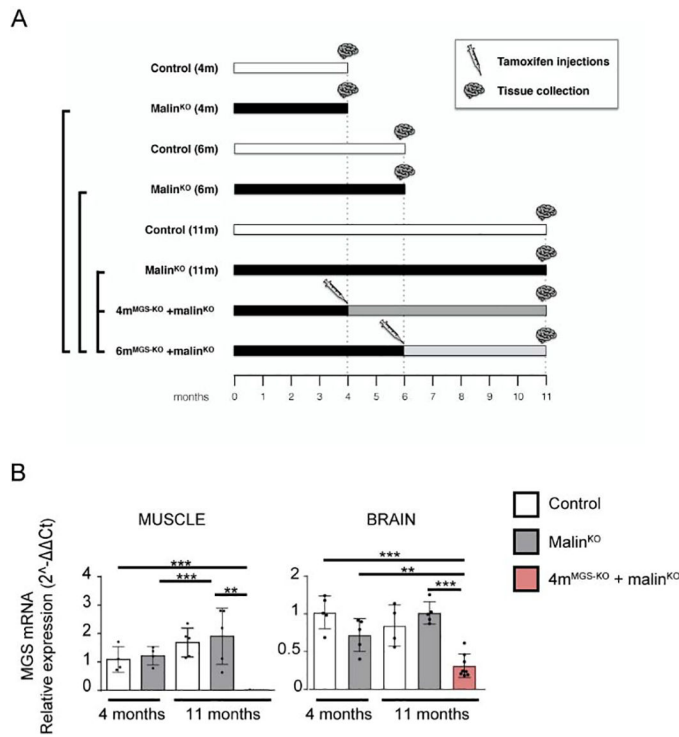 A
Control (4m)
Malinᴷᴼ (4m)
Control (6m)
Malinᴷᴼ (6m)
Control (11m)
Malinᴷᴼ (11m)
4mᴹᴳˢ⁻ᴷᴼ +malinᴷᴼ
6mᴹᴳˢ⁻ᴷᴼ +malinᴷᴼ
Tamoxifen injections
Tissue collection
months 0 1 2 3 4 5 6 7 8 9 10 11
B
MUSCLE
BRAIN
Control
Malinᴷᴼ
4mᴹᴳˢ⁻ᴷᴼ + malinᴷᴼ
MGS mRNA
Relative expression (2^-ΔΔCt)
***
***
**
4
3
2
1
0
4 months 11 months
***
**
***
2
1
0.5
0
4 months 11 months